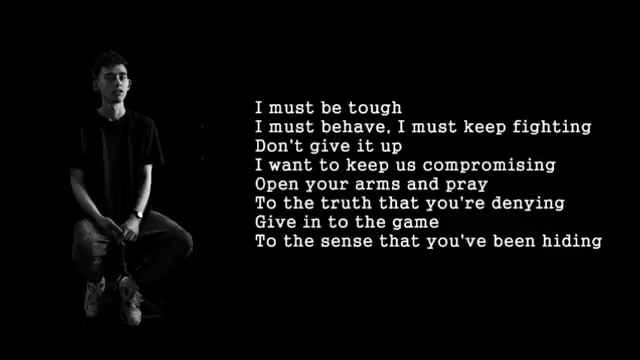 I must be tough
I must behave, I must keep fighting
Don't give it up
I want to keep us compromising
Open your arms and pray
To the truth that you're denying
Give in to the game
To the sense that you've been hiding